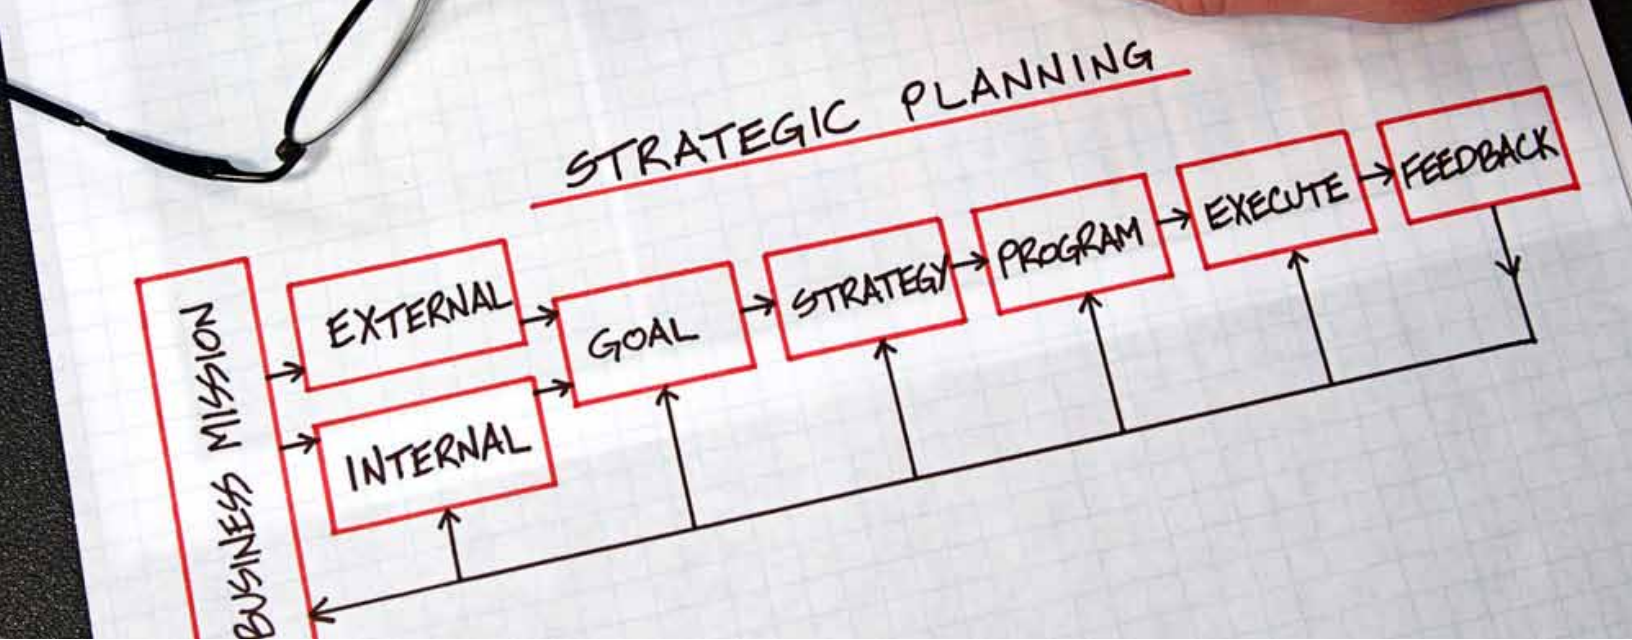 STRATEGIC PLANNING
BUSINESS MISSION
EXTERNAL
INTERNAL
GOAL
STRATEGY
PROGRAM
EXECUTE
FEEDBACK